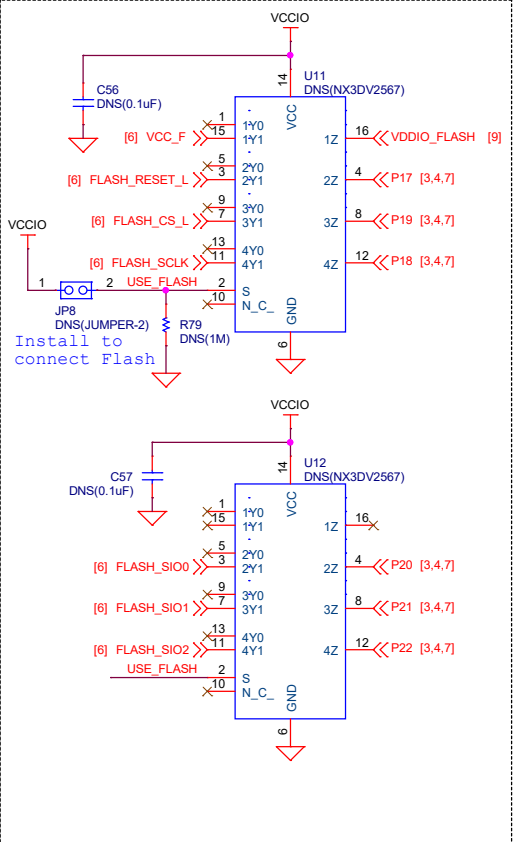 VCCIO
C56
DNS(0.1uF)
14
U11
DNS(NX3DV2567)
VCC
1
1Y0
[6] VCC_F
15
1Y1
1Z
16
VDDIO_FLASH [9]
5
2Y0
[6] FLASH_RESET_L
3
2Y1
2Z
4
P17 [3,4,7]
9
3Y0
[6] FLASH_CS_L
7
3Y1
3Z
8
P19 [3,4,7]
VCCIO
13
4Y0
[6] FLASH_SCLK
11
4Y1
4Z
12
P18 [3,4,7]
1
2
USE_FLASH
2
S
10
N_C_
GND
6
JP8
DNS(JUMPER-2)
R79
DNS(1M)
Install to
connect Flash
VCCIO
C57
DNS(0.1uF)
14
U12
DNS(NX3DV2567)
VCC
1
1Y0
15
1Y1
1Z
16
5
2Y0
[6] FLASH_SIO0
3
2Y1
2Z
4
P20 [3,4,7]
9
3Y0
[6] FLASH_SIO1
7
3Y1
3Z
8
P21 [3,4,7]
13
4Y0
[6] FLASH_SIO2
11
4Y1
4Z
12
P22 [3,4,7]
USE_FLASH
2
S
10
N_C_
GND
6